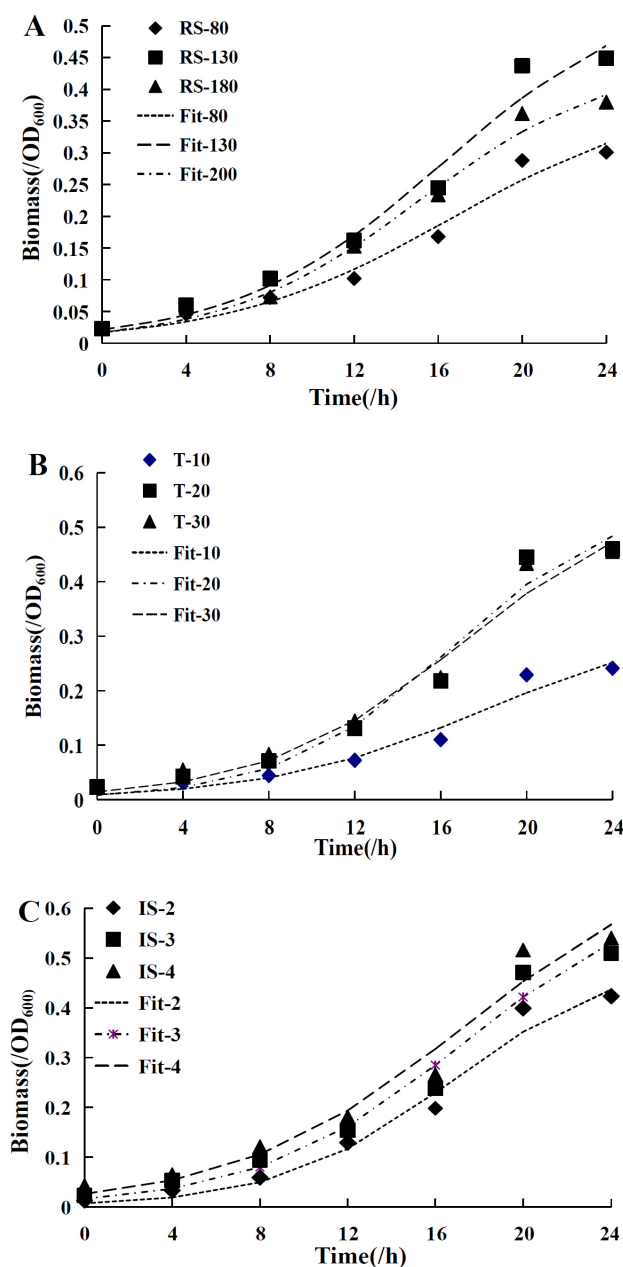 A
RS-80
RS-130
RS-180
Fit-80
Fit-130
Fit-200
Biomass(/OD600)
0.5
0.45
0.4
0.35
0.3
0.25
0.2
0.15
0.1
0.05
0
0 4 8 12 16 20 24
Time(/h)
B
T-10
T-20
T-30
Fit-10
Fit-20
Fit-30
Biomass(/OD600)
0.6
0.5
0.4
0.3
0.2
0.1
0
0 4 8 12 16 20 24
Time(/h)
C
IS-2
IS-3
IS-4
Fit-2
Fit-3
Fit-4
Biomass(/OD600)
0.6
0.5
0.4
0.3
0.2
0.1
0
0 4 8 12 16 20 24
Time(/h)